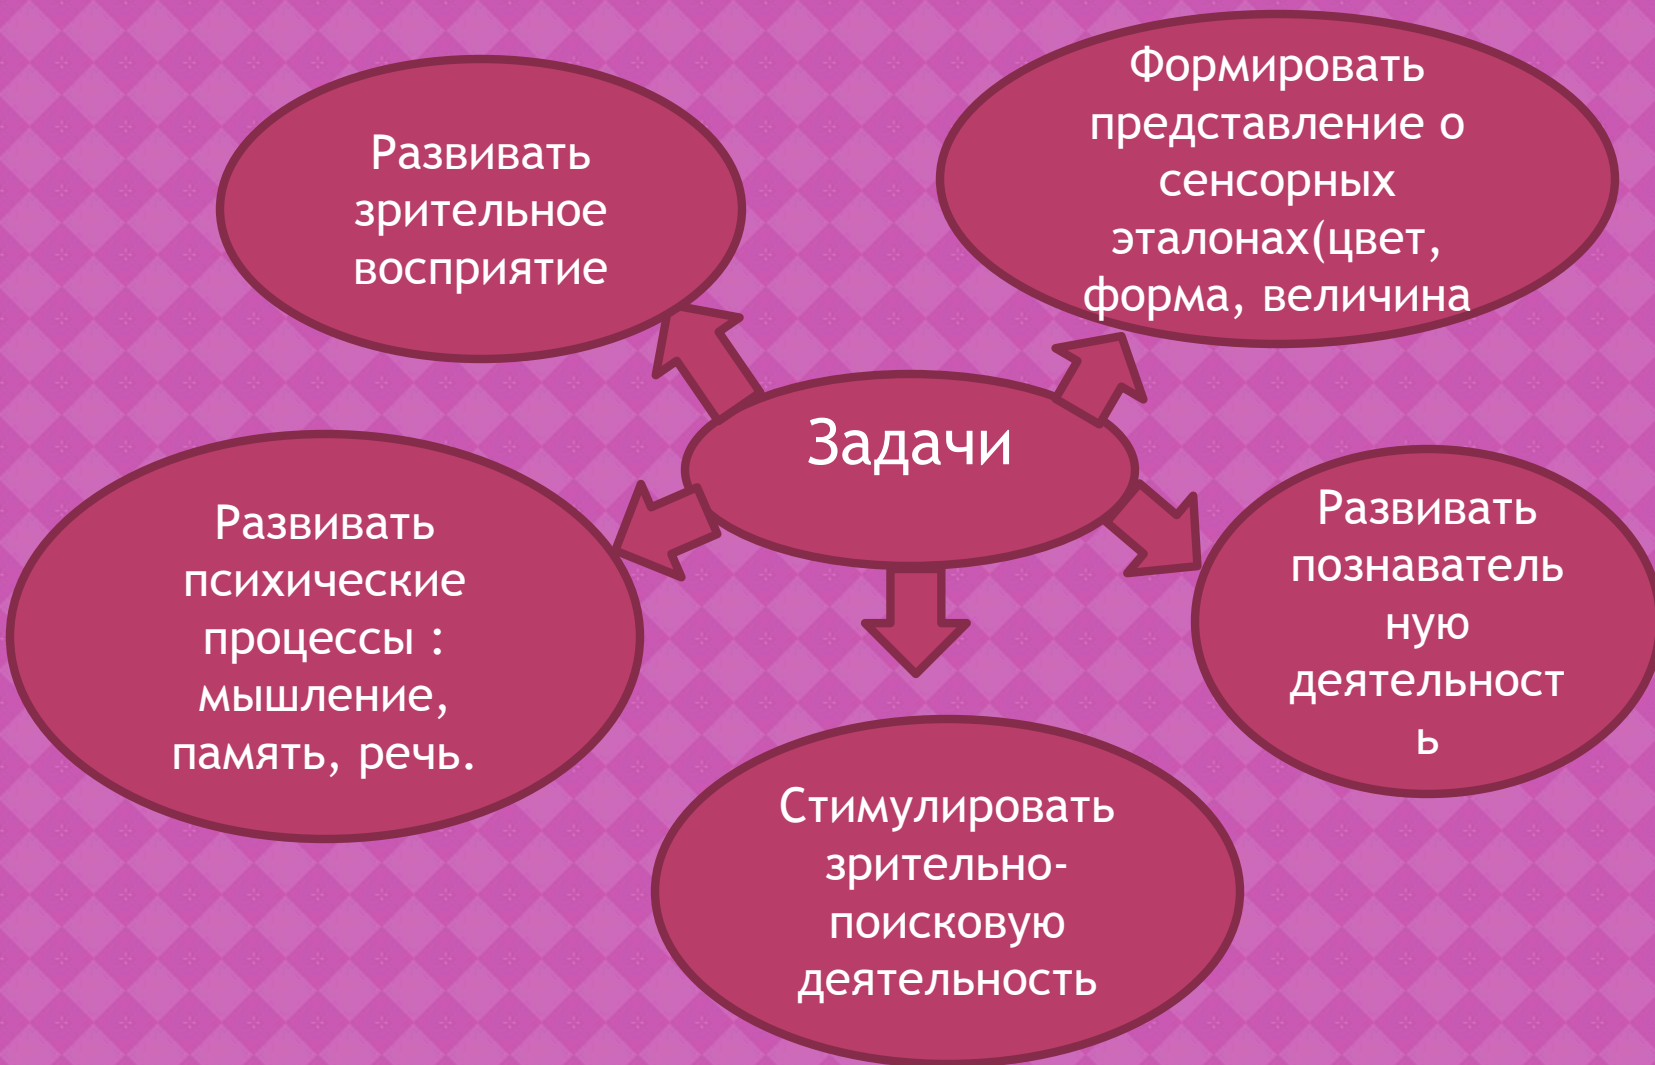 Развивать
зрительное
восприятие
Формировать
представление о
сенсорных
эталонах(цвет,
форма, величина
Задачи
Развивать
психические
процессы :
мышление,
память, речь.
Развивать
познаватель
ную
деятельност
ь
Стимулировать
зрительно-
поисковую
деятельность